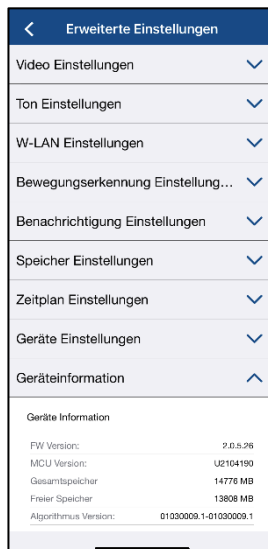 Erweiterte Einstellungen
Video Einstellungen
Ton Einstellungen
W-LAN Einstellungen
Bewegungserkennung Einstellung...
Benachrichtigung Einstellungen
Speicher Einstellungen
Zeitplan Einstellungen
Geräte Einstellungen
Geräteinformation
Geräte Information
FW Version: 2.0.5.26
MCU Version: U2104190
Gesamtspeicher 14776 MB
Freier Speicher 13808 MB
Algorithmus Version: 01030009.1-01030009.1